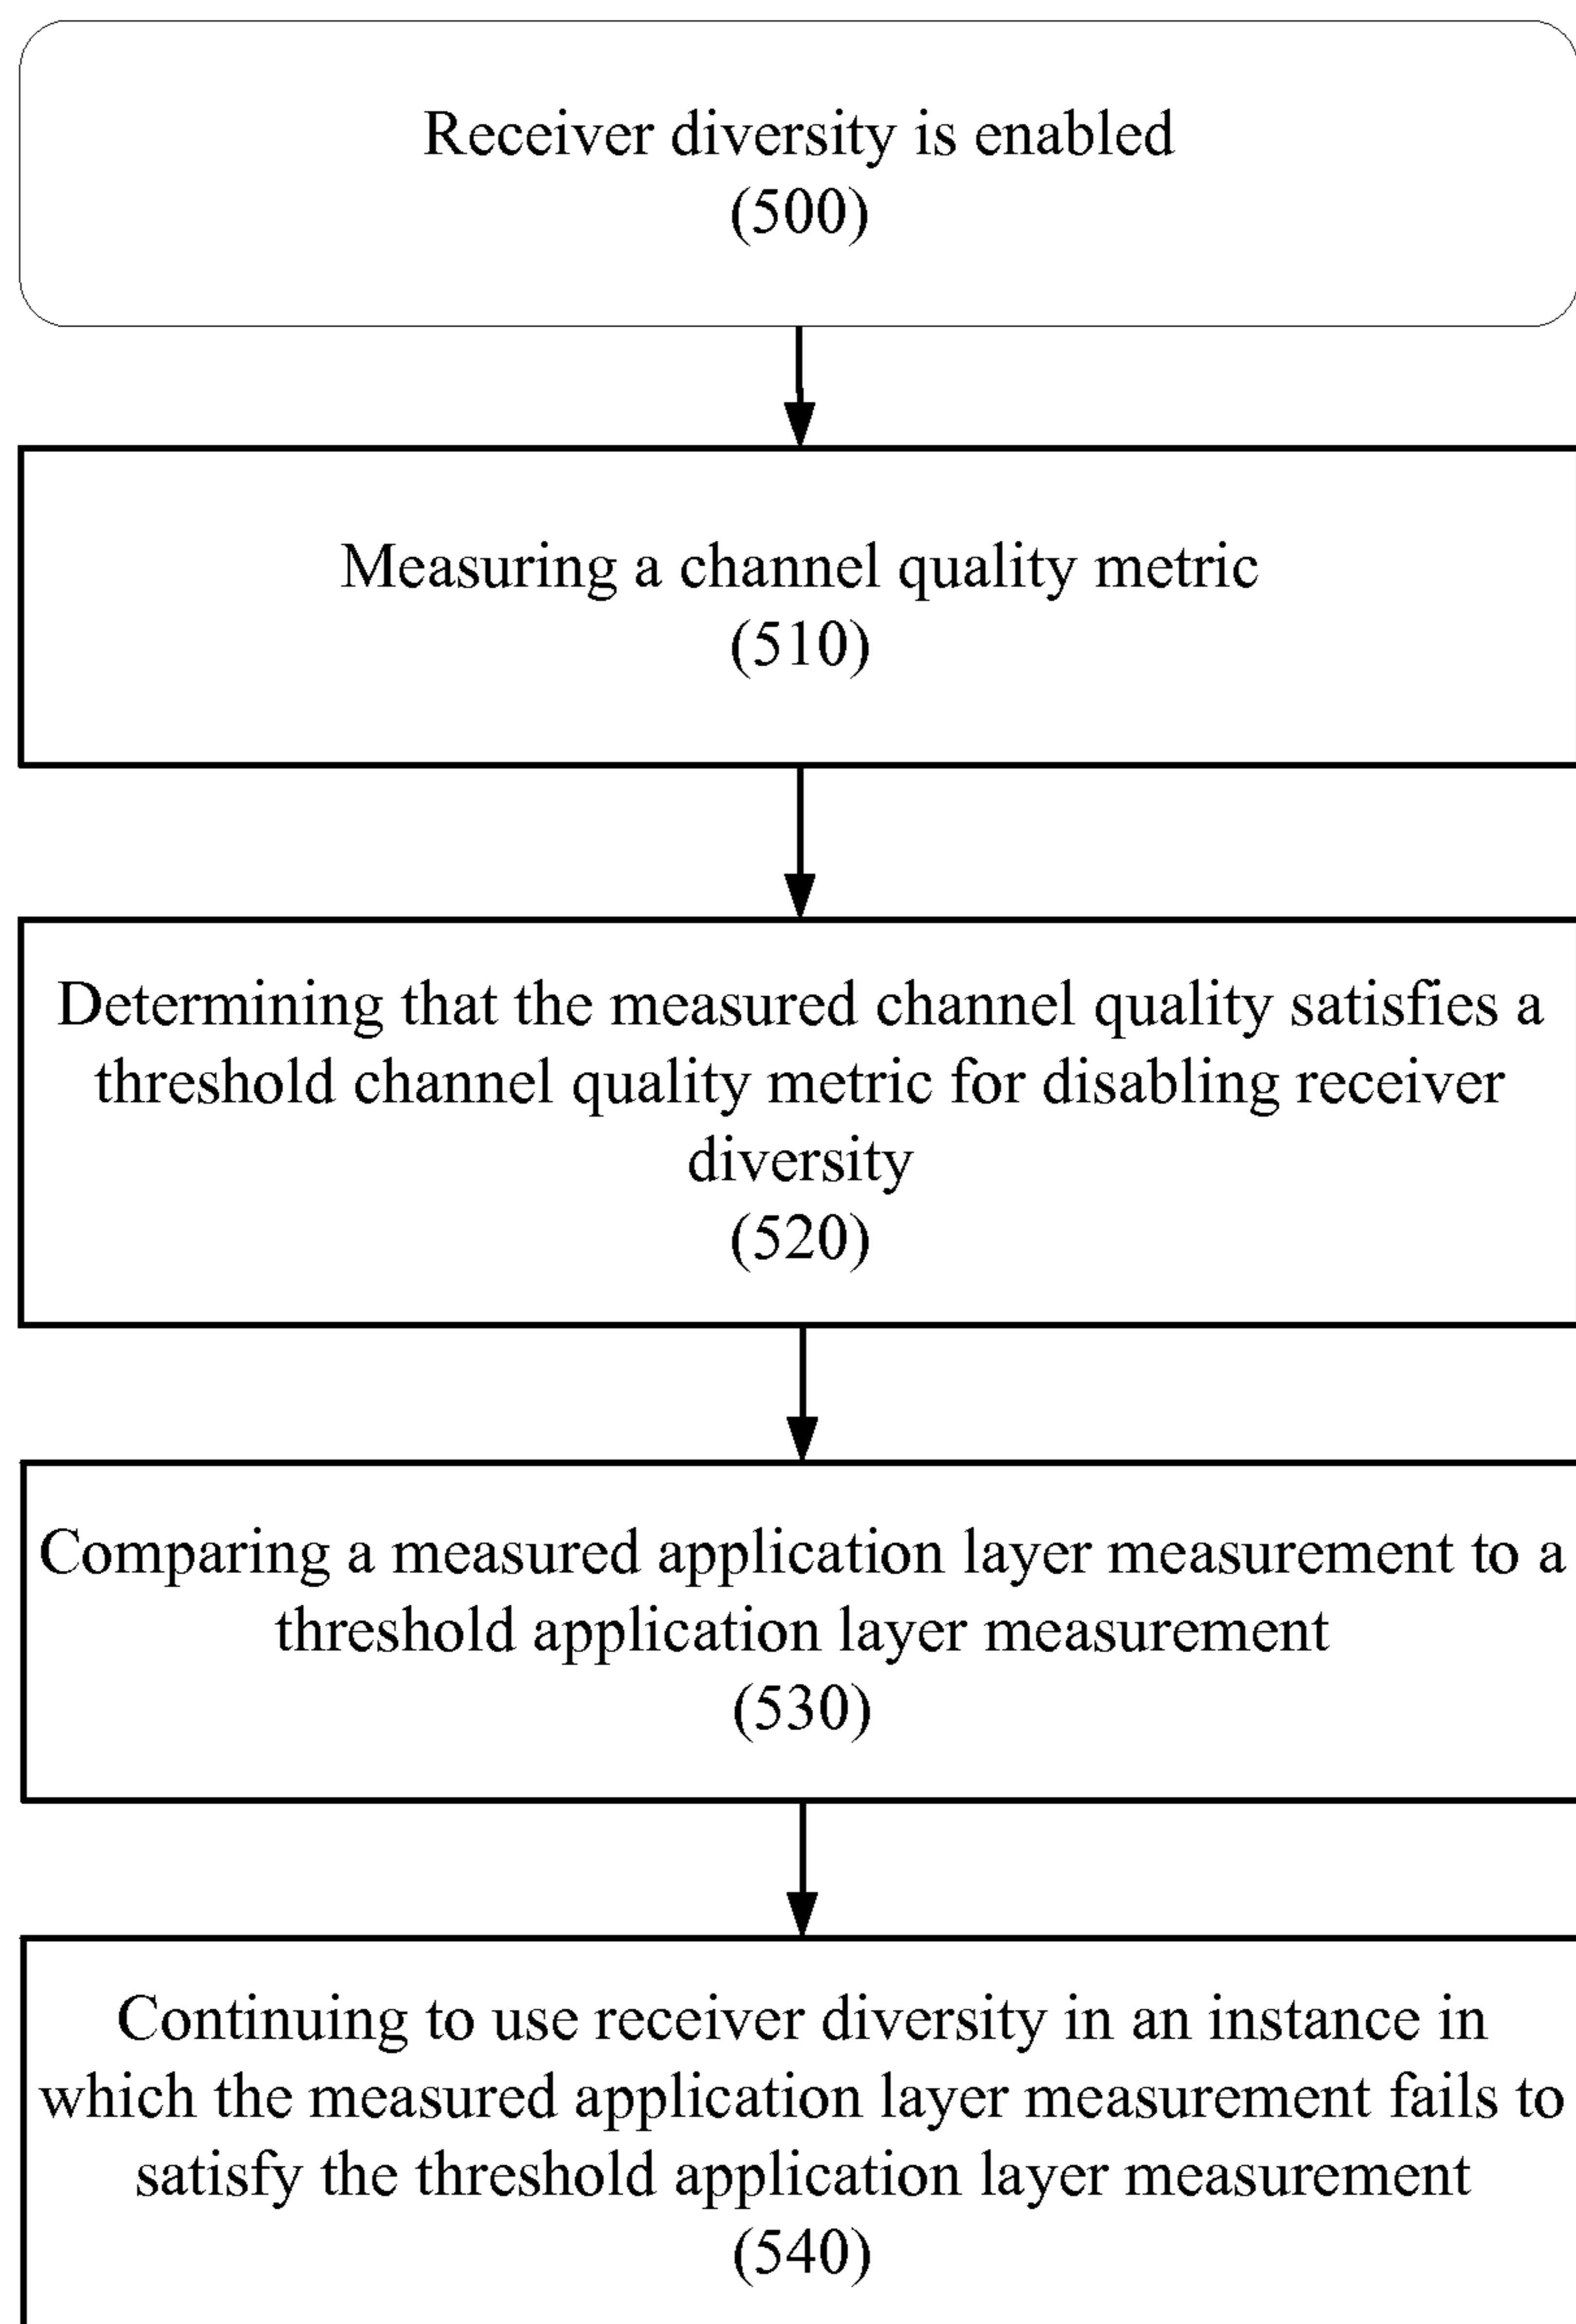 Receiver diversity is enabled
(500)
Measuring a channel quality metric
(510)
Determining that the measured channel quality satisfies a
threshold channel quality metric for disabling receiver
diversity
(520)
Comparing a measured application layer measurement to a
threshold application layer measurement
(530)
Continuing to use receiver diversity in an instance in
which the measured application layer measurement fails to
satisfy the threshold application layer measurement
(540)